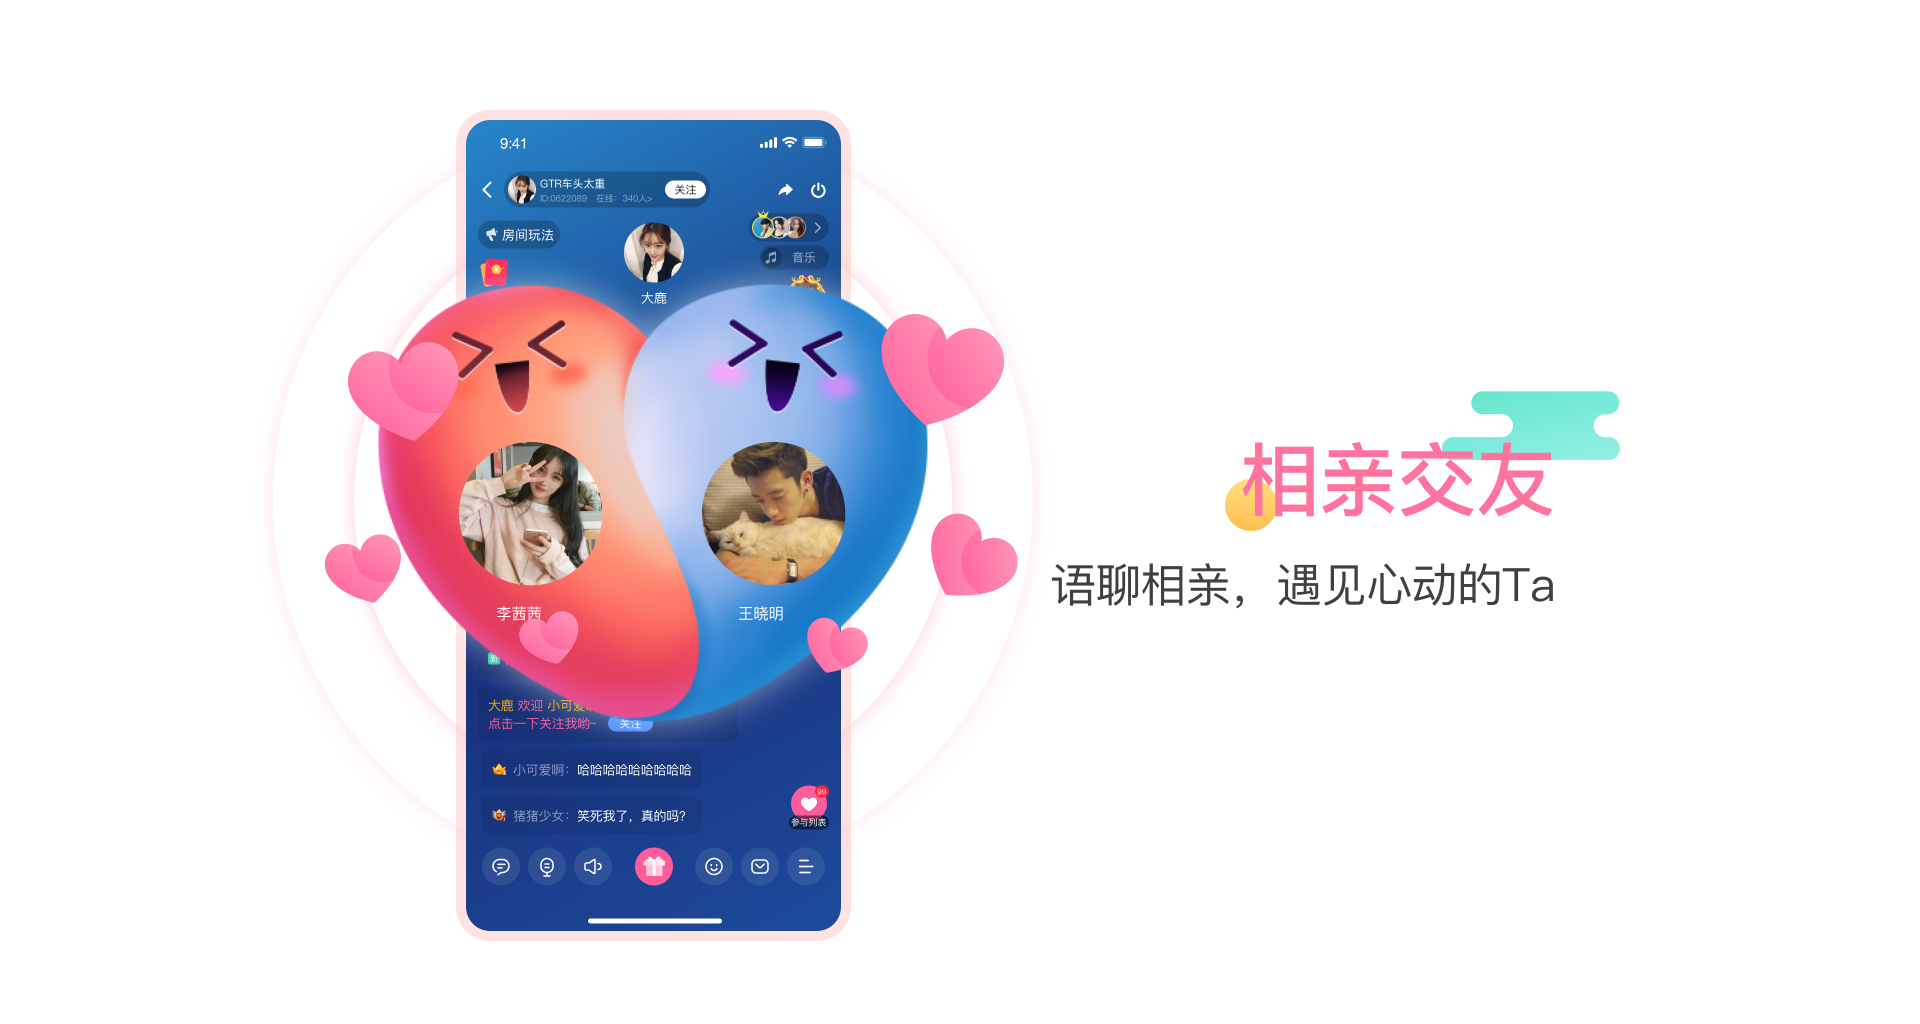 9:41
GTR车头太重
ID:0622089 在线：340人>
关注
房间玩法
音乐
大鹿
李茜茜
王晓明
新
大鹿 欢迎 小可爱
点击一下关注我哟~
关注
小可爱啊：哈哈哈哈哈哈哈哈哈
猪猪少女：笑死我了，真的吗?
99
参与列表
相亲交友
语聊相亲，遇见心动的Ta